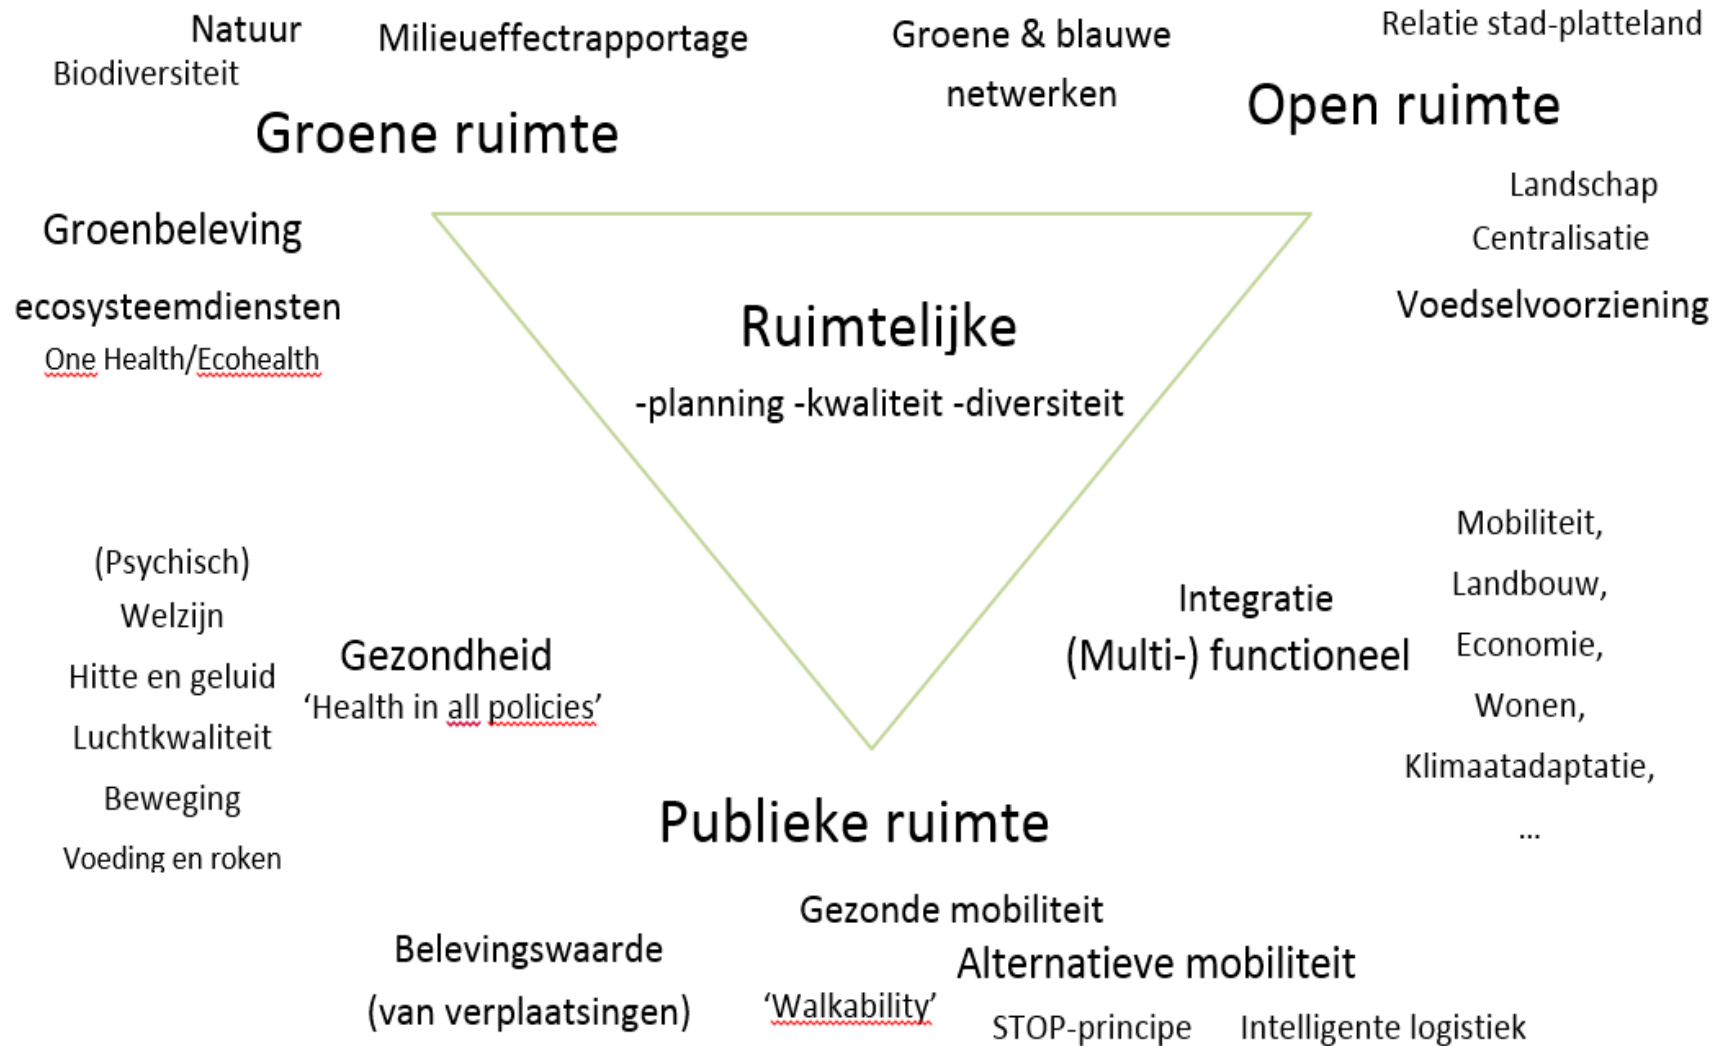 Natuur
Biodiversiteit
Milieueffectrapportage
Groene & blauwe
netwerken
Relatie stad-platteland
Groene ruimte
Open ruimte
Groenbeleving
ecosysteemdiensten
One Health/Ecohealth
Landschap
Centralisatie
Voedselvoorziening
Ruimtelijke
-planning -kwaliteit -diversiteit
(Psychisch)
Welzijn
Hitte en geluid
Luchtkwaliteit
Beweging
Voeding en roken
Gezondheid
‘Health in all policies’
Integratie
(Multi-) functioneel
Mobiliteit,
Landbouw,
Economie,
Wonen,
Klimaatadaptatie,
...
Publieke ruimte
Gezonde mobiliteit
Belevingswaarde
(van verplaatsingen)
Alternatieve mobiliteit
‘Walkability’
STOP-principe
Intelligente logistiek